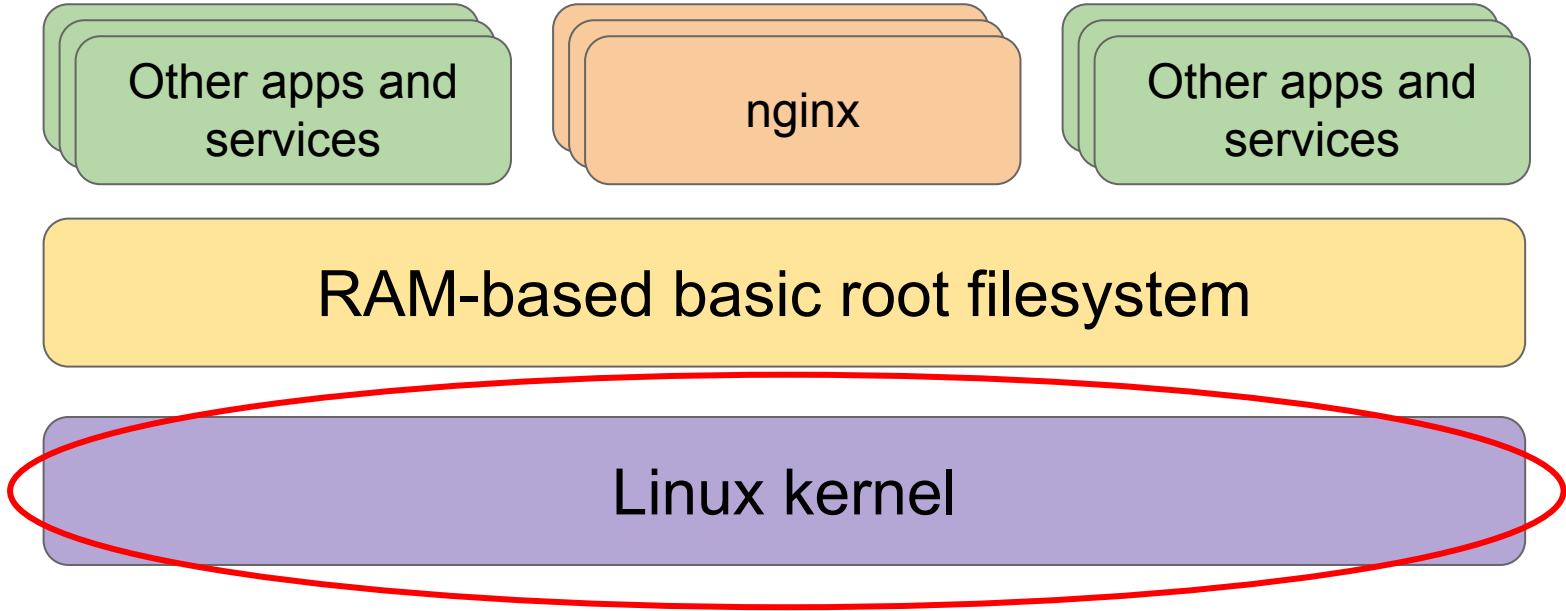 Other apps and
services
nginx
Other apps and
services
RAM-based basic root filesystem
Linux kernel